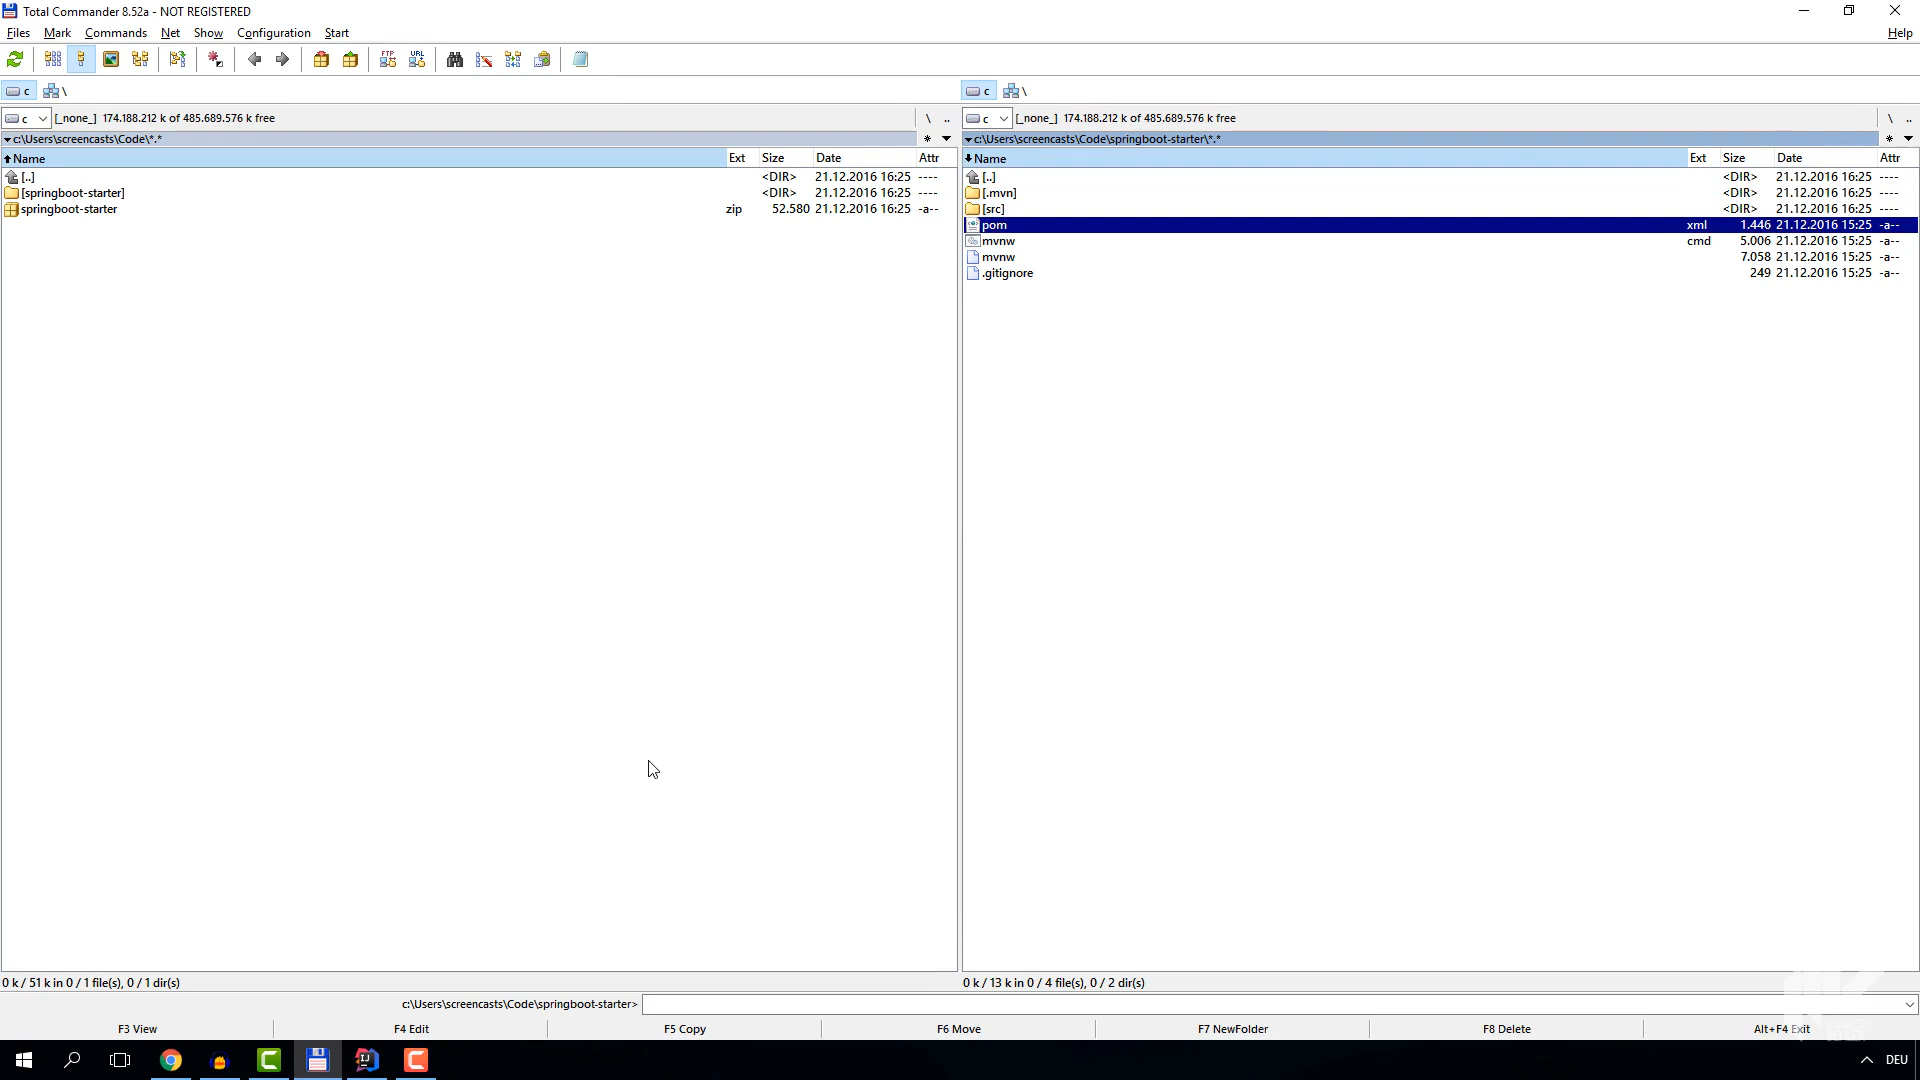 Total Commander 8.52a - NOT REGISTERED
Files Mark Commands Net Show Configuration Start Help
FTP URL
c \ c \
c [_none_] 174.188.212 k of 485.689.576 k free \ .. c [_none_] 174.188.212 k of 485.689.576 k free \ ..
c:\Users\screencasts\Code\*.* * c:\Users\screencasts\Code\springboot-starter\*.* *
Name Ext Size Date Attr Name Ext Size Date Attr
[..] <DIR> 21.12.2016 16:25 ---- [..] <DIR> 21.12.2016 16:25 ----
[springboot-starter] <DIR> 21.12.2016 16:25 ---- [.mvn] <DIR> 21.12.2016 16:25 ----
springboot-starter zip 52.580 21.12.2016 16:25 -a-- [src] <DIR> 21.12.2016 16:25 ----
pom xml 1.446 21.12.2016 15:25 -a--
mvnw cmd 5.006 21.12.2016 15:25 -a--
mvnw 7.058 21.12.2016 15:25 -a--
.gitignore 249 21.12.2016 15:25 -a--
0 k / 51 k in 0 / 1 file(s), 0 / 1 dir(s) 0 k / 13 k in 0 / 4 file(s), 0 / 2 dir(s)
c:\Users\screencasts\Code\springboot-starter>
F3 View F4 Edit F5 Copy F6 Move F7 NewFolder F8 Delete Alt+F4 Exit
IJ DEU